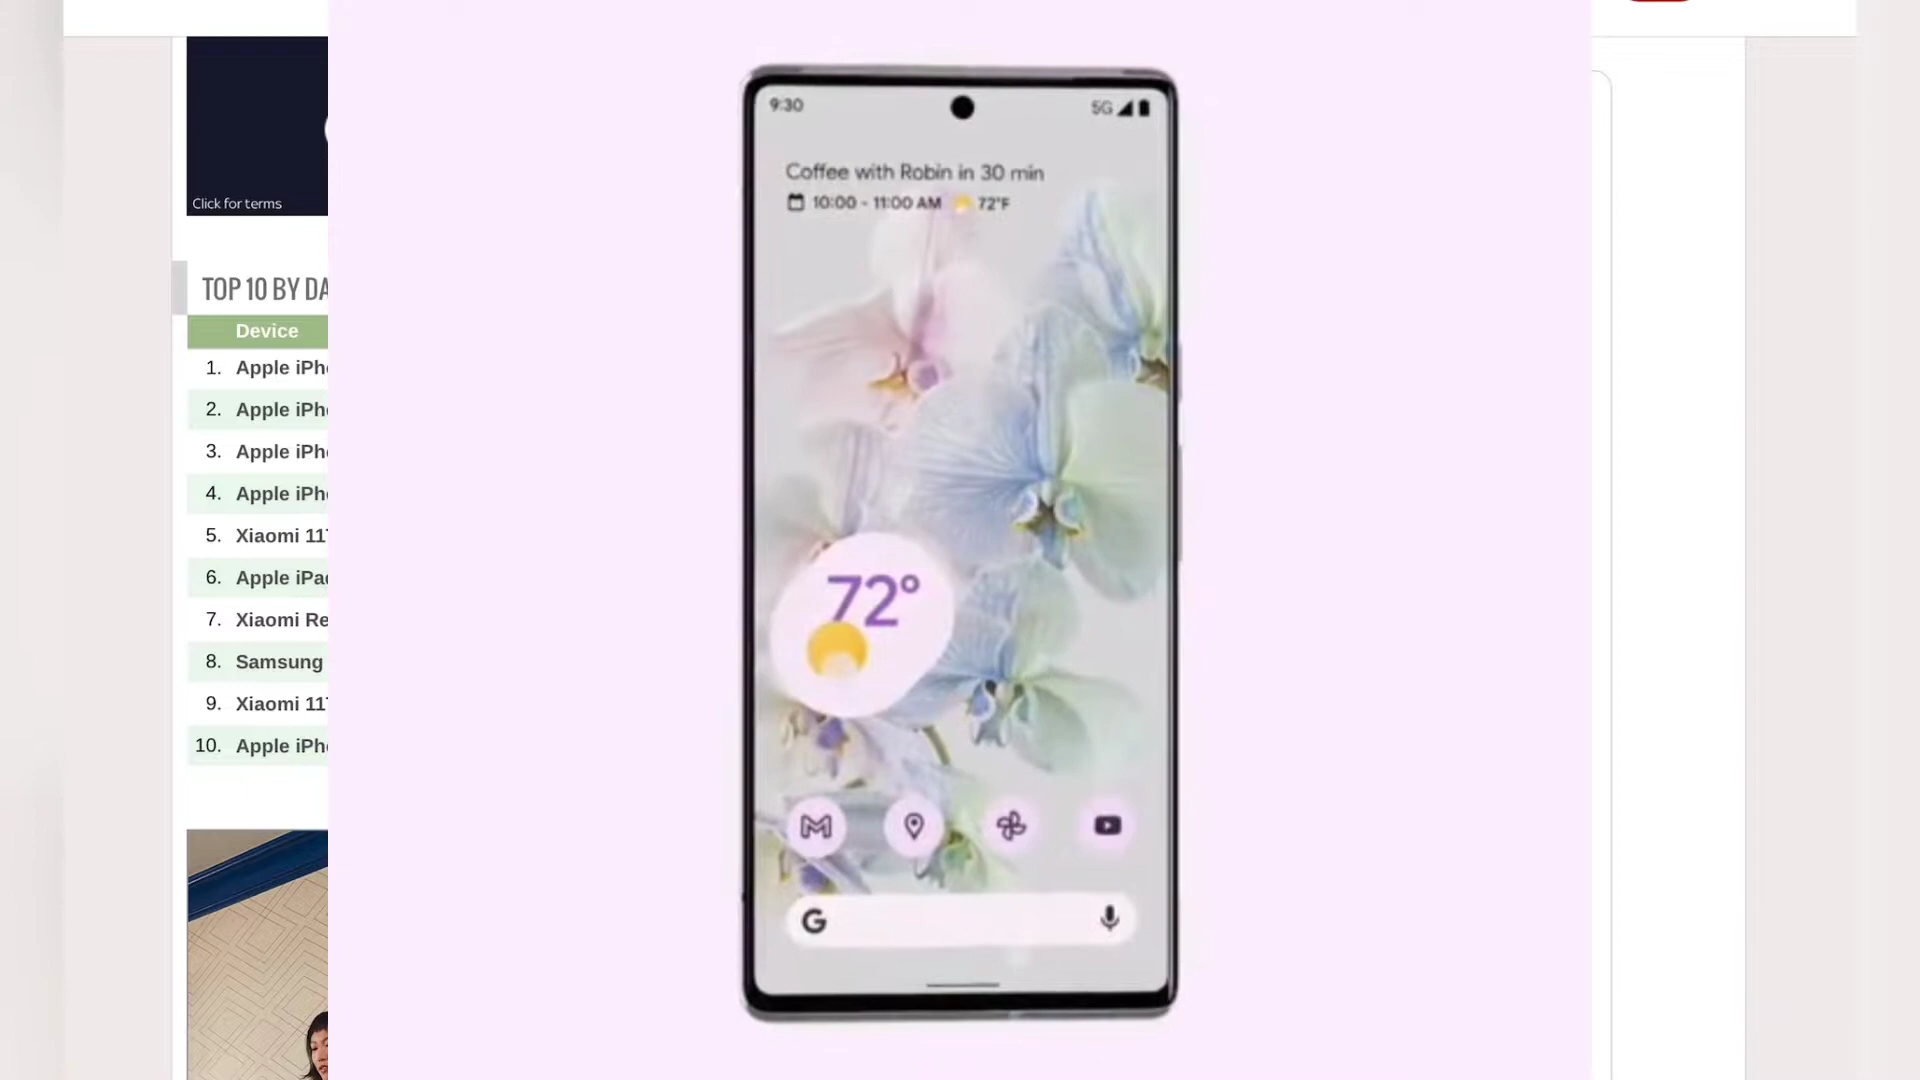 Click for terms
TOP 10 BY DA
Device
1. Apple iPh
2. Apple iPh
3. Apple iPh
4. Apple iPh
5. Xiaomi 11
6. Apple iPa
7. Xiaomi Re
8. Samsung
9. Xiaomi 11
10. Apple iPh
9:30
5G
Coffee with Robin in 30 min
10:00 - 11:00 AM 72°F
72°
G